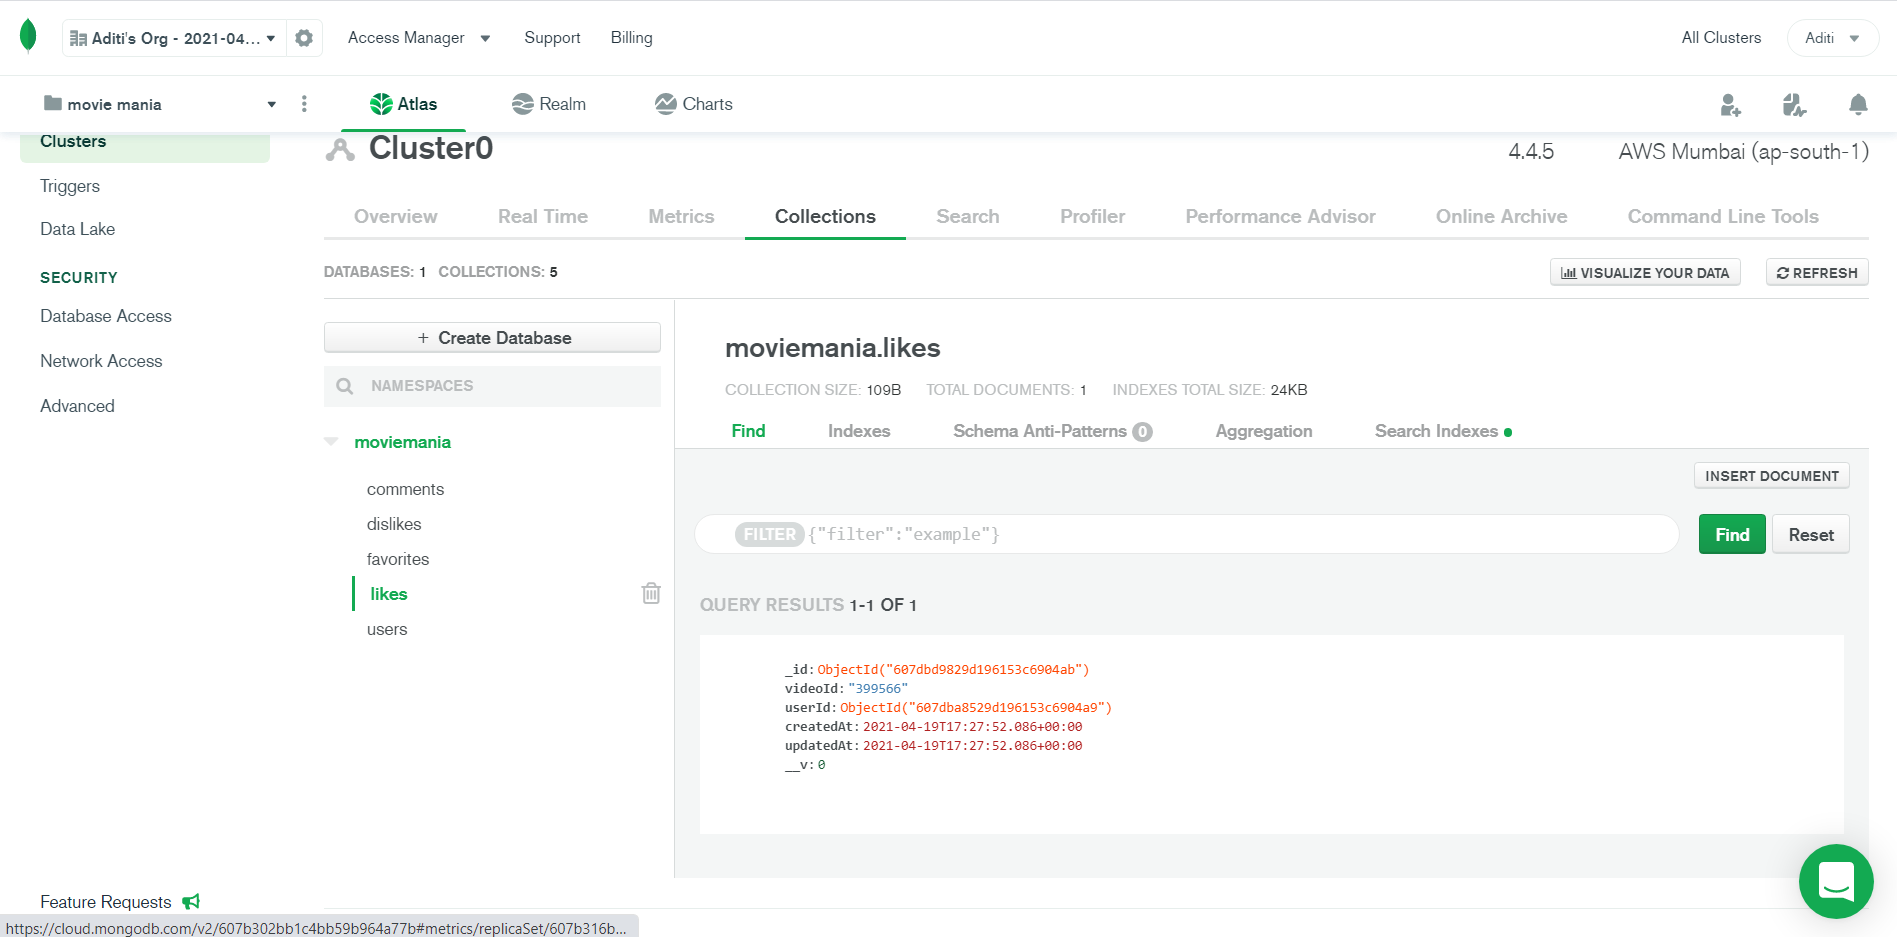 Aditi's Org - 2021-04...
Access Manager
Support
Billing
All Clusters
Aditi
movie mania
Atlas
Realm
Charts
Clusters
Triggers
Data Lake
SECURITY
Database Access
Network Access
Advanced
Feature Requests
Cluster0
4.4.5
AWS Mumbai (ap-south-1)
Overview
Real Time
Metrics
Collections
Search
Profiler
Performance Advisor
Online Archive
Command Line Tools
DATABASES: 1 COLLECTIONS: 5
VISUALIZE YOUR DATA
REFRESH
+ Create Database
NAMESPACES
moviemania
comments
dislikes
favorites
likes
users
moviemania.likes
COLLECTION SIZE: 109B TOTAL DOCUMENTS: 1 INDEXES TOTAL SIZE: 24KB
Find
Indexes
Schema Anti-Patterns 0
Aggregation
Search Indexes
INSERT DOCUMENT
FILTER {"filter":"example"}
Find
Reset
QUERY RESULTS 1-1 OF 1
_id: ObjectId("607dbd9829d196153c6904ab")
videoId: "399566"
userId: ObjectId("607dba8529d196153c6904a9")
createdAt: 2021-04-19T17:27:52.086+00:00
updatedAt: 2021-04-19T17:27:52.086+00:00
__v: 0
https://cloud.mongodb.com/v2/607b302bb1c4bb59b964a77b#metrics/replicaSet/607b316b...